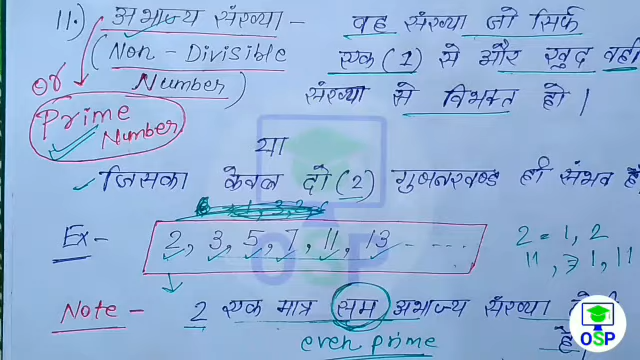 11.) अभाज्य संख्या - वह संख्या जो सिर्फ
(Non - Divisible Number) एक (1) से और खुद वही
or
Prime Number
संख्या से विभक्त हो।
या
जिसका केवल दो (2) गुणनखण्ड ही संभव है
Ex- 2, 3, 5, 7, 11, 13 - - - -
2 = 1, 2
11, 1, 11
Note - 2 एक मात्र सम अभाज्य संख्या
है।
even prime
OSP
OSP